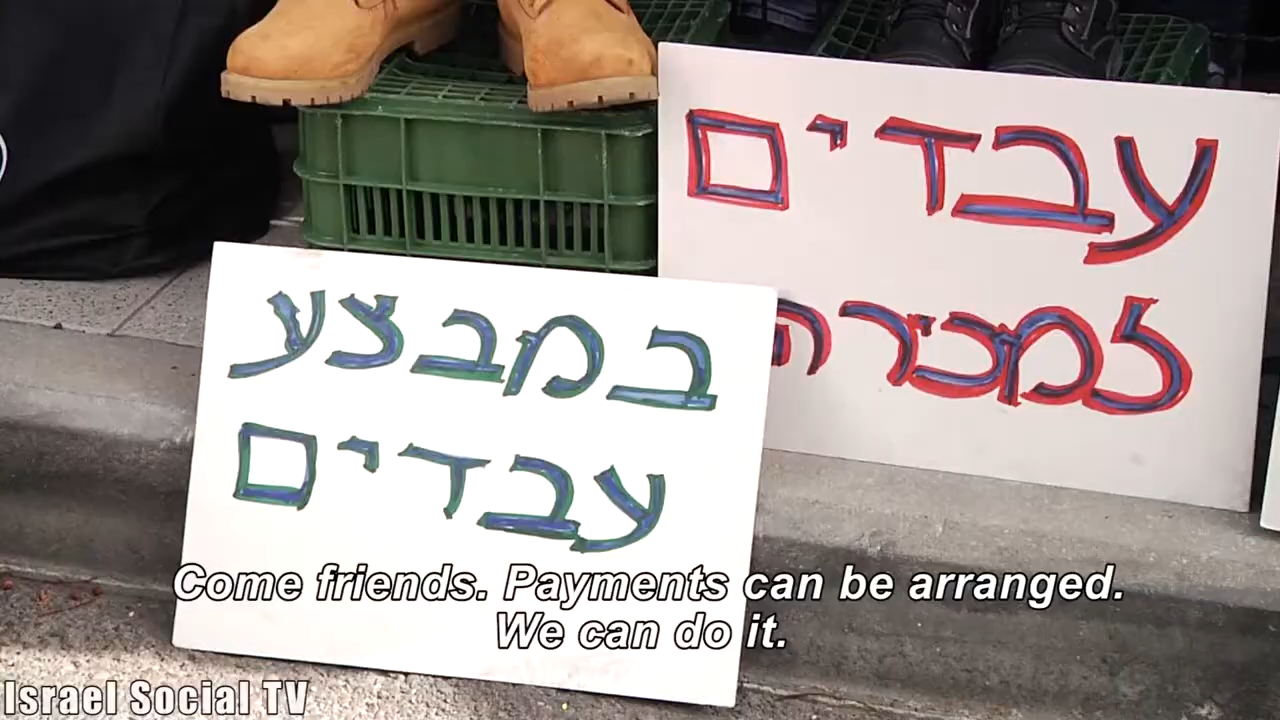 עבדים
למכירה
במבצע
עבדים
Come friends. Payments can be arranged.
We can do it.
Israel Social TV